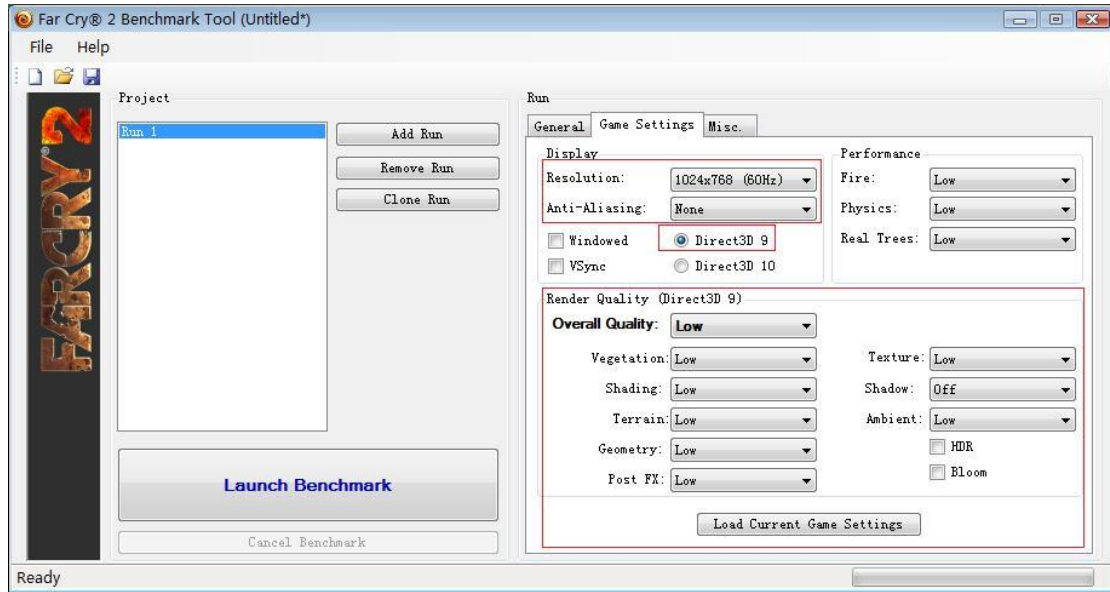 Far Cry® 2 Benchmark Tool (Untitled*)
File Help
FARCRY 2
Project
Run 1
Add Run
Remove Run
Clone Run
Launch Benchmark
Cancel Benchmark
Run
General Game Settings Misc.
Display
Resolution: 1024x768 (60Hz)
Anti-Aliasing: None
Windowed Direct3D 9
VSync Direct3D 10
Performance
Fire: Low
Physics: Low
Real Trees: Low
Render Quality (Direct3D 9)
Overall Quality: Low
Vegetation: Low
Shading: Low
Terrain: Low
Geometry: Low
Post FX: Low
Texture: Low
Shadow: Off
Ambient: Low
HDR
Bloom
Load Current Game Settings
Ready